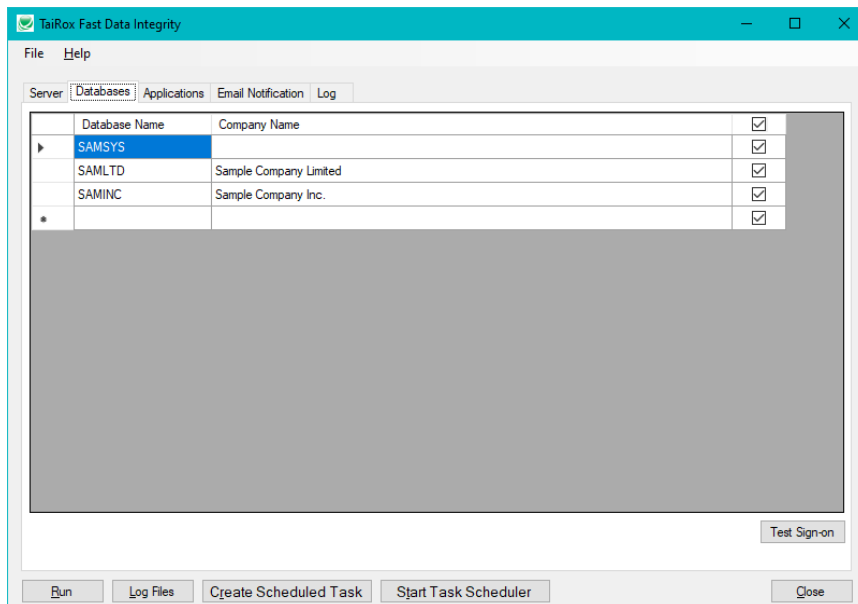 TaiRox Fast Data Integrity
File Help
Server Databases Applications Email Notification Log
Database Name Company Name
SAMSYS
SAMLTD Sample Company Limited
SAMINC Sample Company Inc.
Test Sign-on
Run Log Files Create Scheduled Task Start Task Scheduler Close